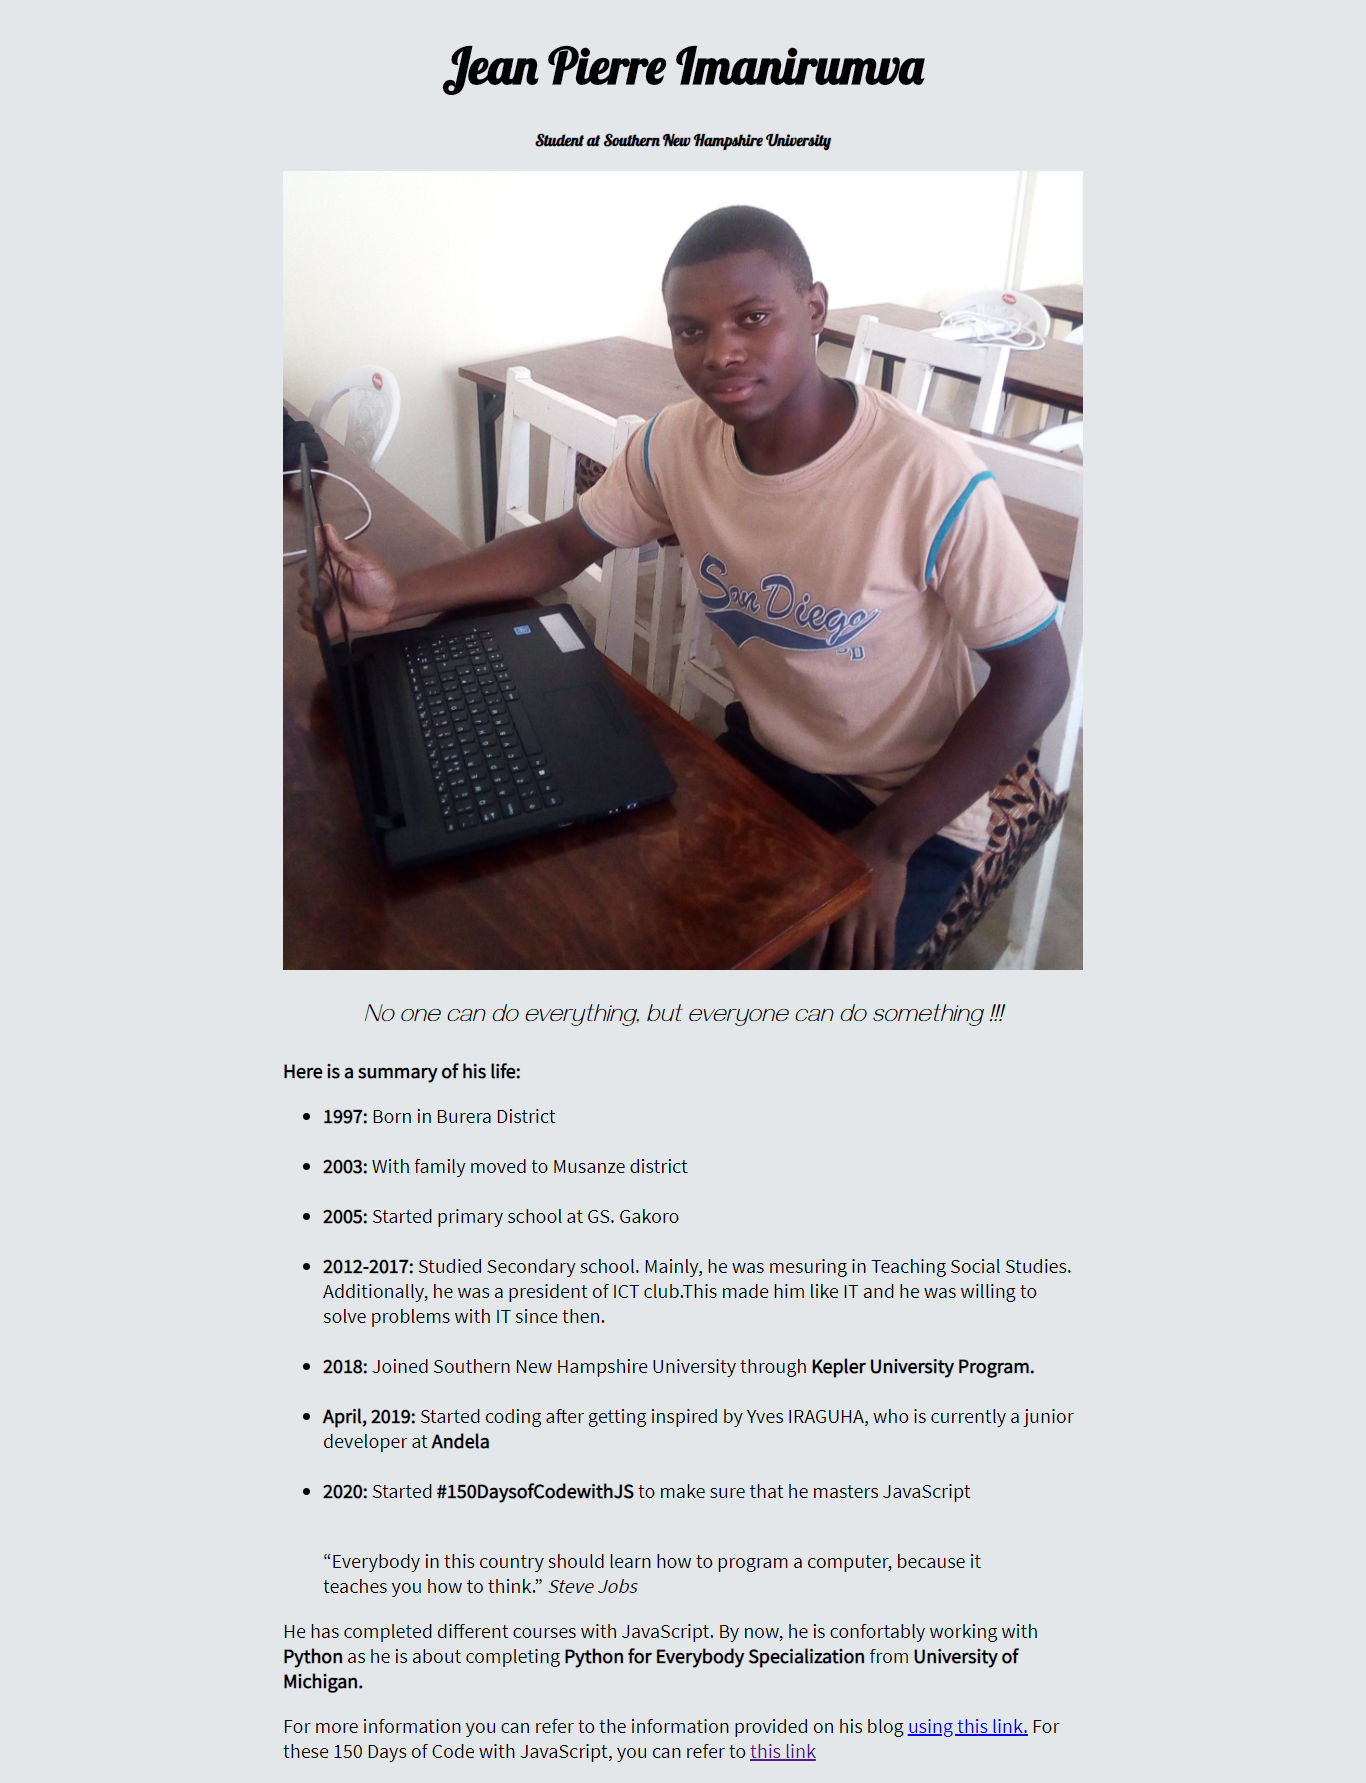 Jean Pierre Imanirumva
Student at Southern New Hampshire University
San Diego
No one can do everything, but everyone can do something !!!
Here is a summary of his life:
• 1997: Born in Burera District
• 2003: With family moved to Musanze district
• 2005: Started primary school at GS. Gakoro
• 2012-2017: Studied Secondary school. Mainly, he was mesuring in Teaching Social Studies.
Additionally, he was a president of ICT club.This made him like IT and he was willing to
solve problems with IT since then.
• 2018: Joined Southern New Hampshire University through Kepler University Program.
• April, 2019: Started coding after getting inspired by Yves IRAGUHA, who is currently a junior
developer at Andela
• 2020: Started #150DaysofCodewithJS to make sure that he masters JavaScript
“Everybody in this country should learn how to program a computer, because it
teaches you how to think.” Steve Jobs
He has completed different courses with JavaScript. By now, he is confortably working with
Python as he is about completing Python for Everybody Specialization from University of
Michigan.
For more information you can refer to the information provided on his blog using this link. For
these 150 Days of Code with JavaScript, you can refer to this link